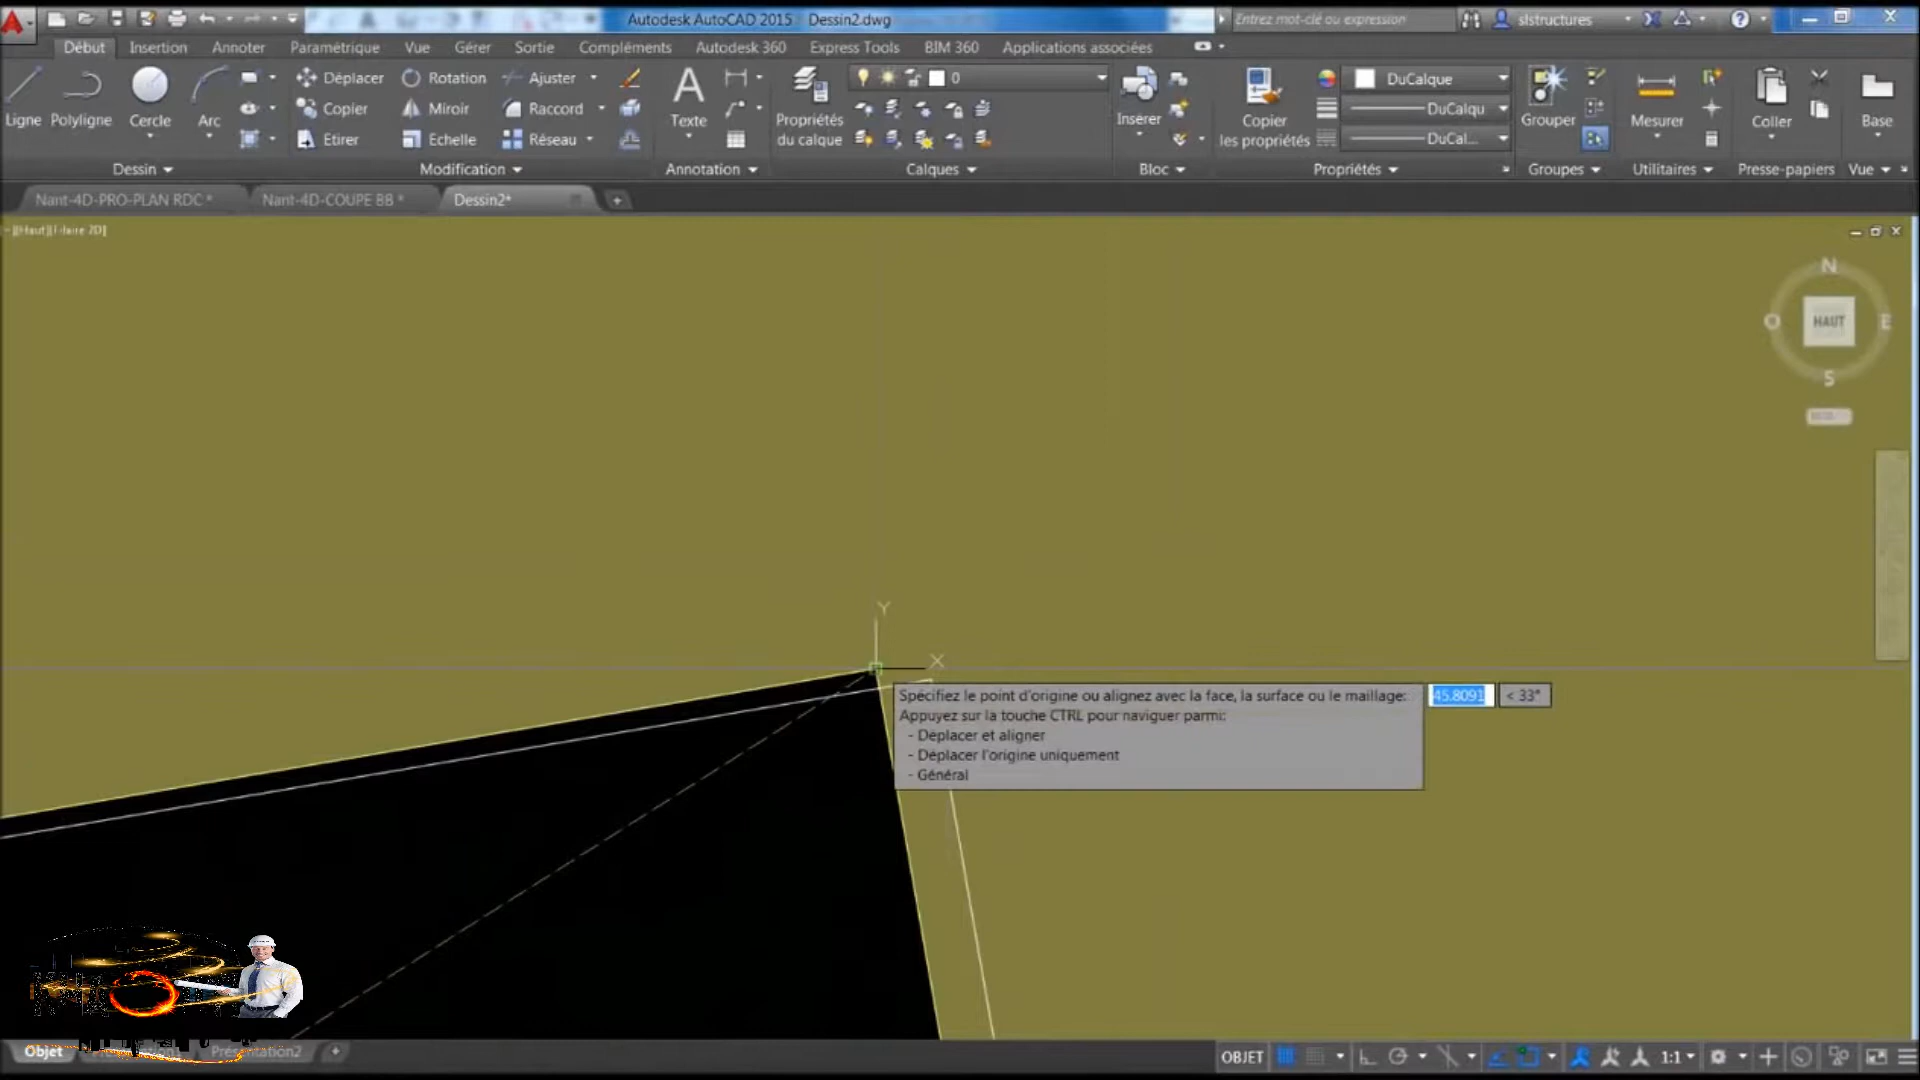 Autodesk AutoCAD 2015 Dessin2.dwg
Entrez mot-clé ou expression
slstructures
Début Insertion Annoter Paramétrique Vue Gérer Sortie Compléments Autodesk 360 Express Tools BIM 360 Applications associées
Déplacer Rotation Ajuster 0 DuCalque
Copier Miroir Raccord DuCalqu
Ligne Polyligne Cercle Arc Texte Propriétés Insérer Copier Grouper Mesurer Coller Base
Etirer Echelle Réseau du calque les propriétés DuCal...
Dessin Modification Annotation Calques Bloc Propriétés Groupes Utilitaires Presse-papiers Vue
Nant-4D-PRO-PLAN RDC * Nant-4D-COUPE BB * Dessin2*
N
O HAUT E
S
Y
X
Spécifiez le point d'origine ou alignez avec la face, la surface ou le maillage: 45.8091 < 33°
Appuyez sur la touche CTRL pour naviguer parmi:
- Déplacer et aligner
- Déplacer l'origine uniquement
- Général
Objet Présentation2 +
OBJET 1:1